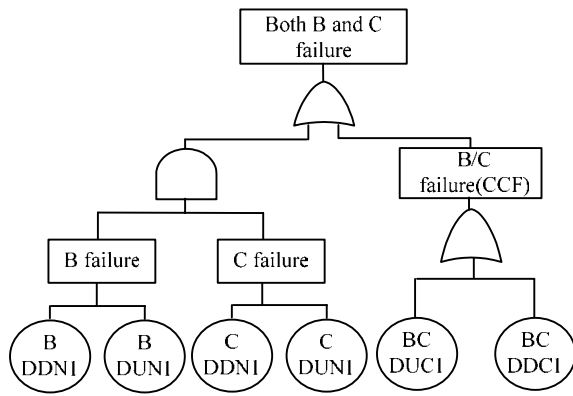 Both B and C
failure
B/C
failure(CCF)
B failure
C failure
B
DDN1
B
DUN1
C
DDN1
C
DUN1
BC
DUC1
BC
DDC1